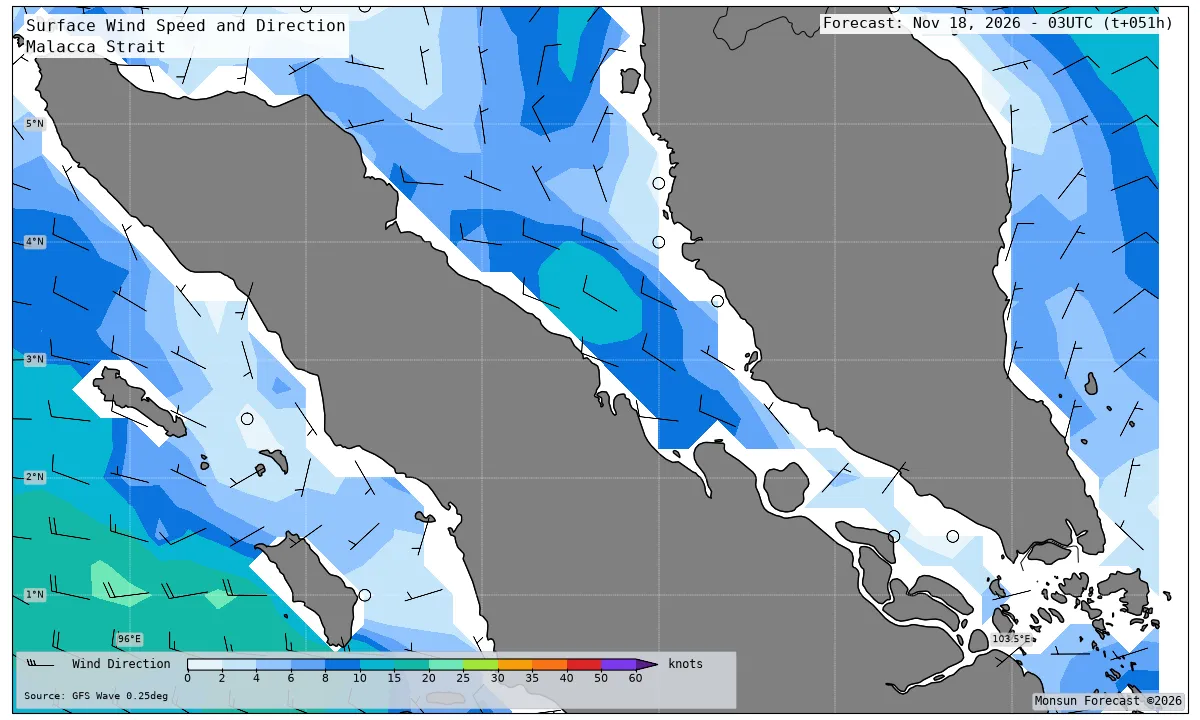 Surface Wind Speed and Direction
Malacca Strait
Forecast: Nov 18, 2026 - 03UTC (t+051h)
5°N
4°N
3°N
2°N
1°N
96°E
103.5°E
Wind Direction
knots
0 2 4 6 8 10 15 20 25 30 35 40 50 60
Source: GFS Wave 0.25deg
Monsun Forecast ©2026